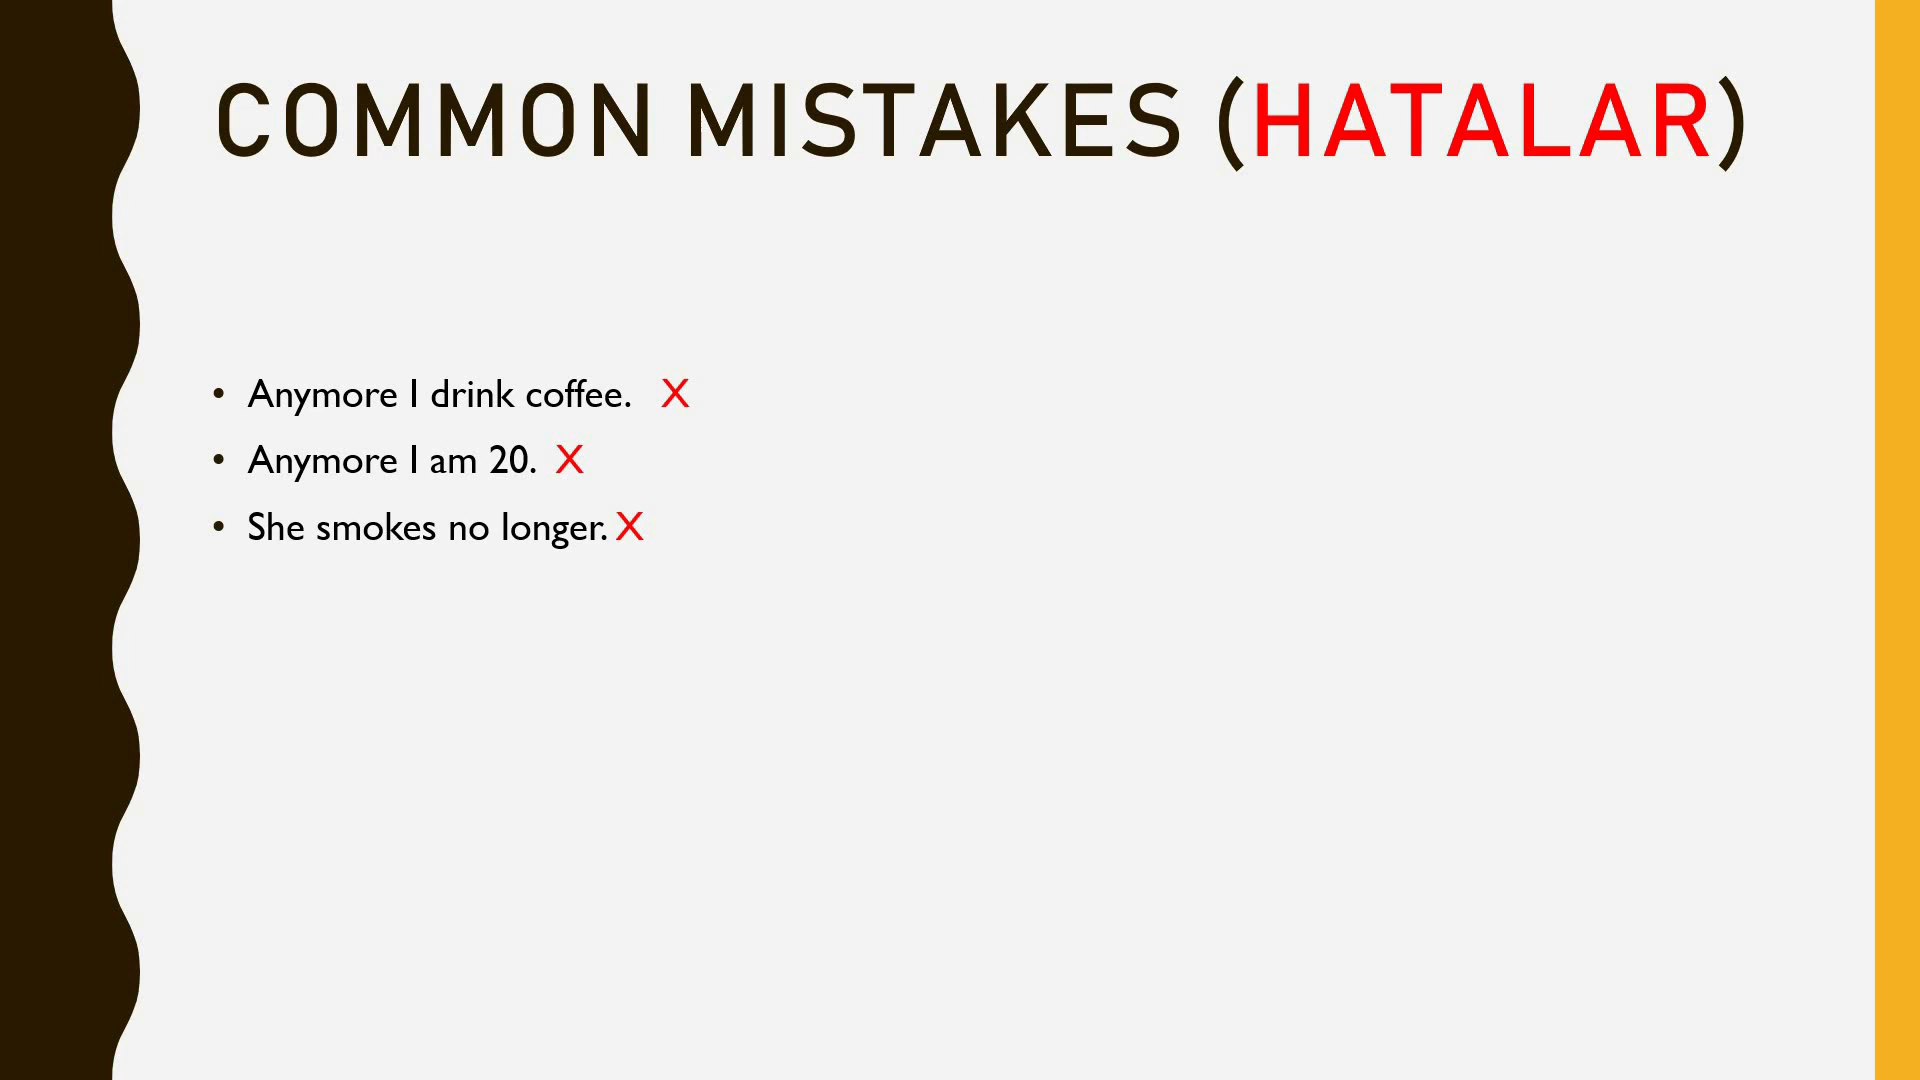 COMMON MISTAKES (HATALAR)
• Anymore I drink coffee. X
• Anymore I am 20. X
• She smokes no longer. X